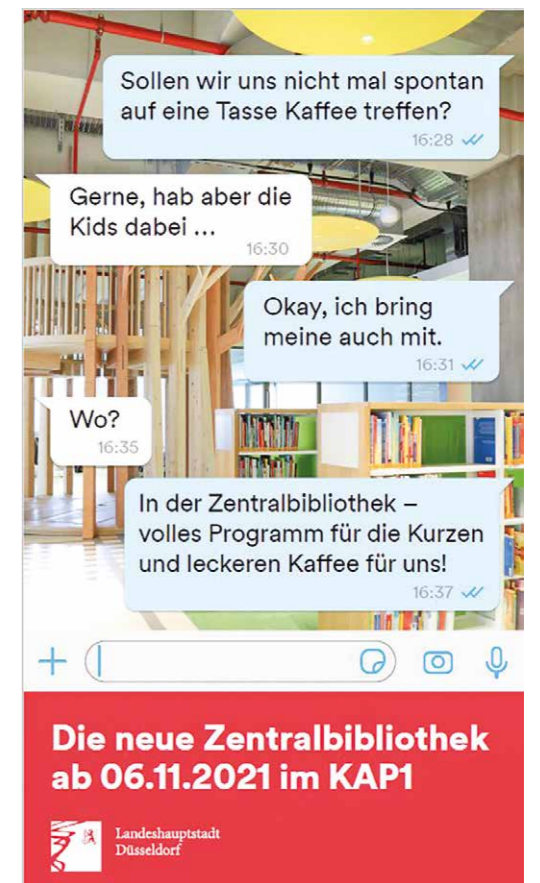 Sollen wir uns nicht mal spontan
auf eine Tasse Kaffee treffen?
16:28
Gerne, hab aber die
Kids dabei ...
16:30
Okay, ich bring
meine auch mit.
16:31
Wo?
16:35
In der Zentralbibliothek –
volles Programm für die Kurzen
und leckeren Kaffee für uns!
16:37
Die neue Zentralbibliothek
ab 06.11.2021 im KAP1
Landeshauptstadt
Düsseldorf